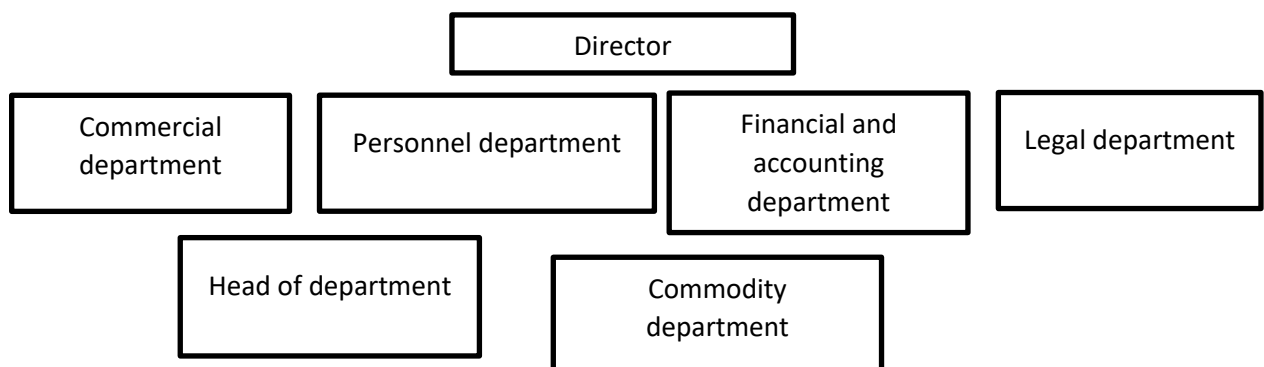 Director
Commercial
department
Personnel department
Financial and
accounting
department
Legal department
Head of department
Commodity
department